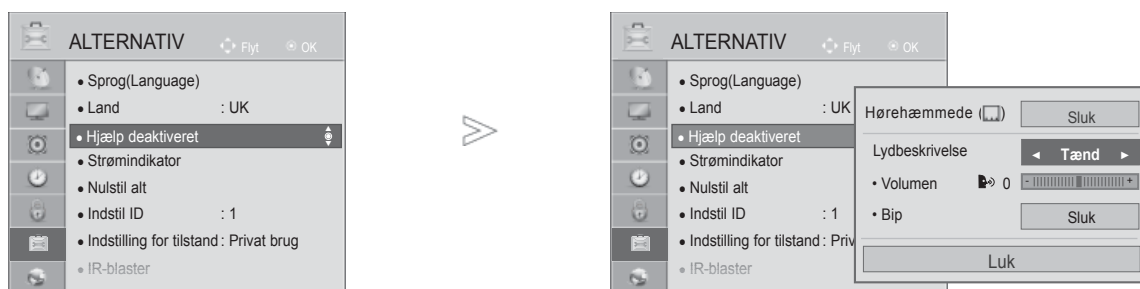 ALTERNATIV Flyt OK
• Sprog(Language)
• Land : UK
• Hjælp deaktiveret
• Strømindikator
• Nulstil alt
• Indstil ID : 1
• Indstilling for tilstand : Privat brug
• IR-blaster
ALTERNATIV Flyt OK
• Sprog(Language)
• Land : UK
• Hjælp deaktiveret
• Strømindikator
• Nulstil alt
• Indstil ID : 1
• Indstilling for tilstand : Priv
• IR-blaster
Hørehæmmede ( ) Sluk
Lydbeskrivelse ◄ Tænd ►
• Volumen 0 - +
• Bip Sluk
Luk